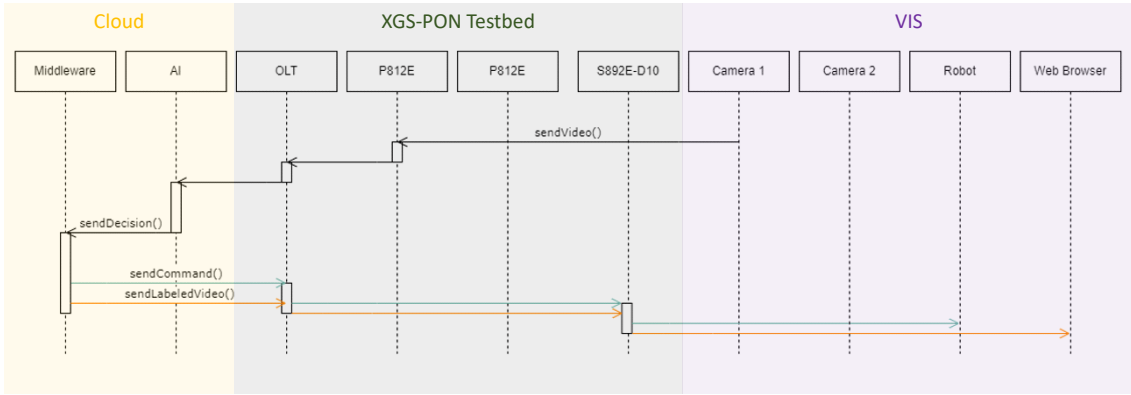 Cloud
XGS-PON Testbed
VIS
Middleware
AI
OLT
P812E
P812E
S892E-D10
Camera 1
Camera 2
Robot
Web Browser
sendVideo()
sendDecision()
sendCommand()
sendLabeledVideo()